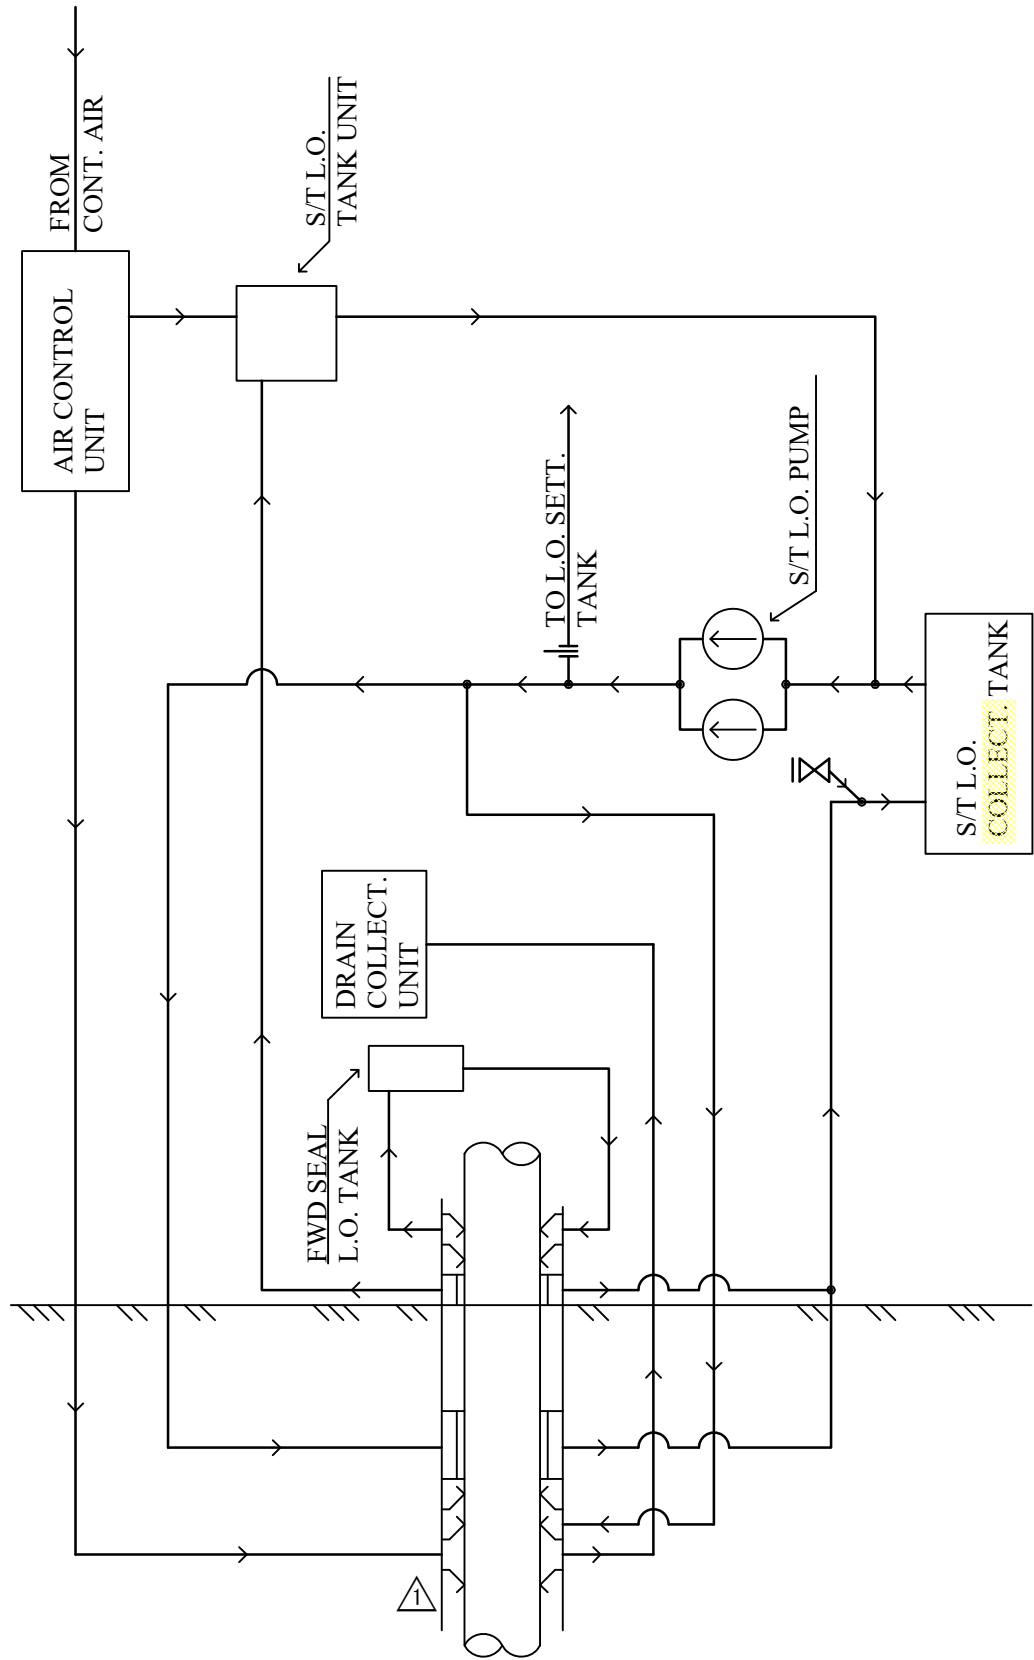 FROM
CONT. AIR
AIR CONTROL
UNIT
S/T L.O.
TANK UNIT
TO L.O. SETT.
TANK
S/T L.O. PUMP
S/T L.O.
COLLECT. TANK
DRAIN
COLLECT.
UNIT
FWD SEAL
L.O. TANK
1